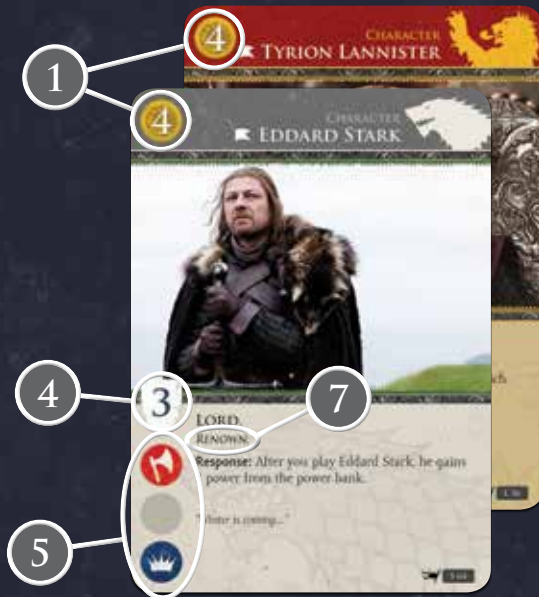 4
CHARACTER
TYRION LANNISTER
1
4
CHARACTER
EDDARD STARK
4
3
7
LORD.
RENOWN.
Response: After you play Eddard Stark, he gains
power from the power bank.
"Winter is coming..."
5